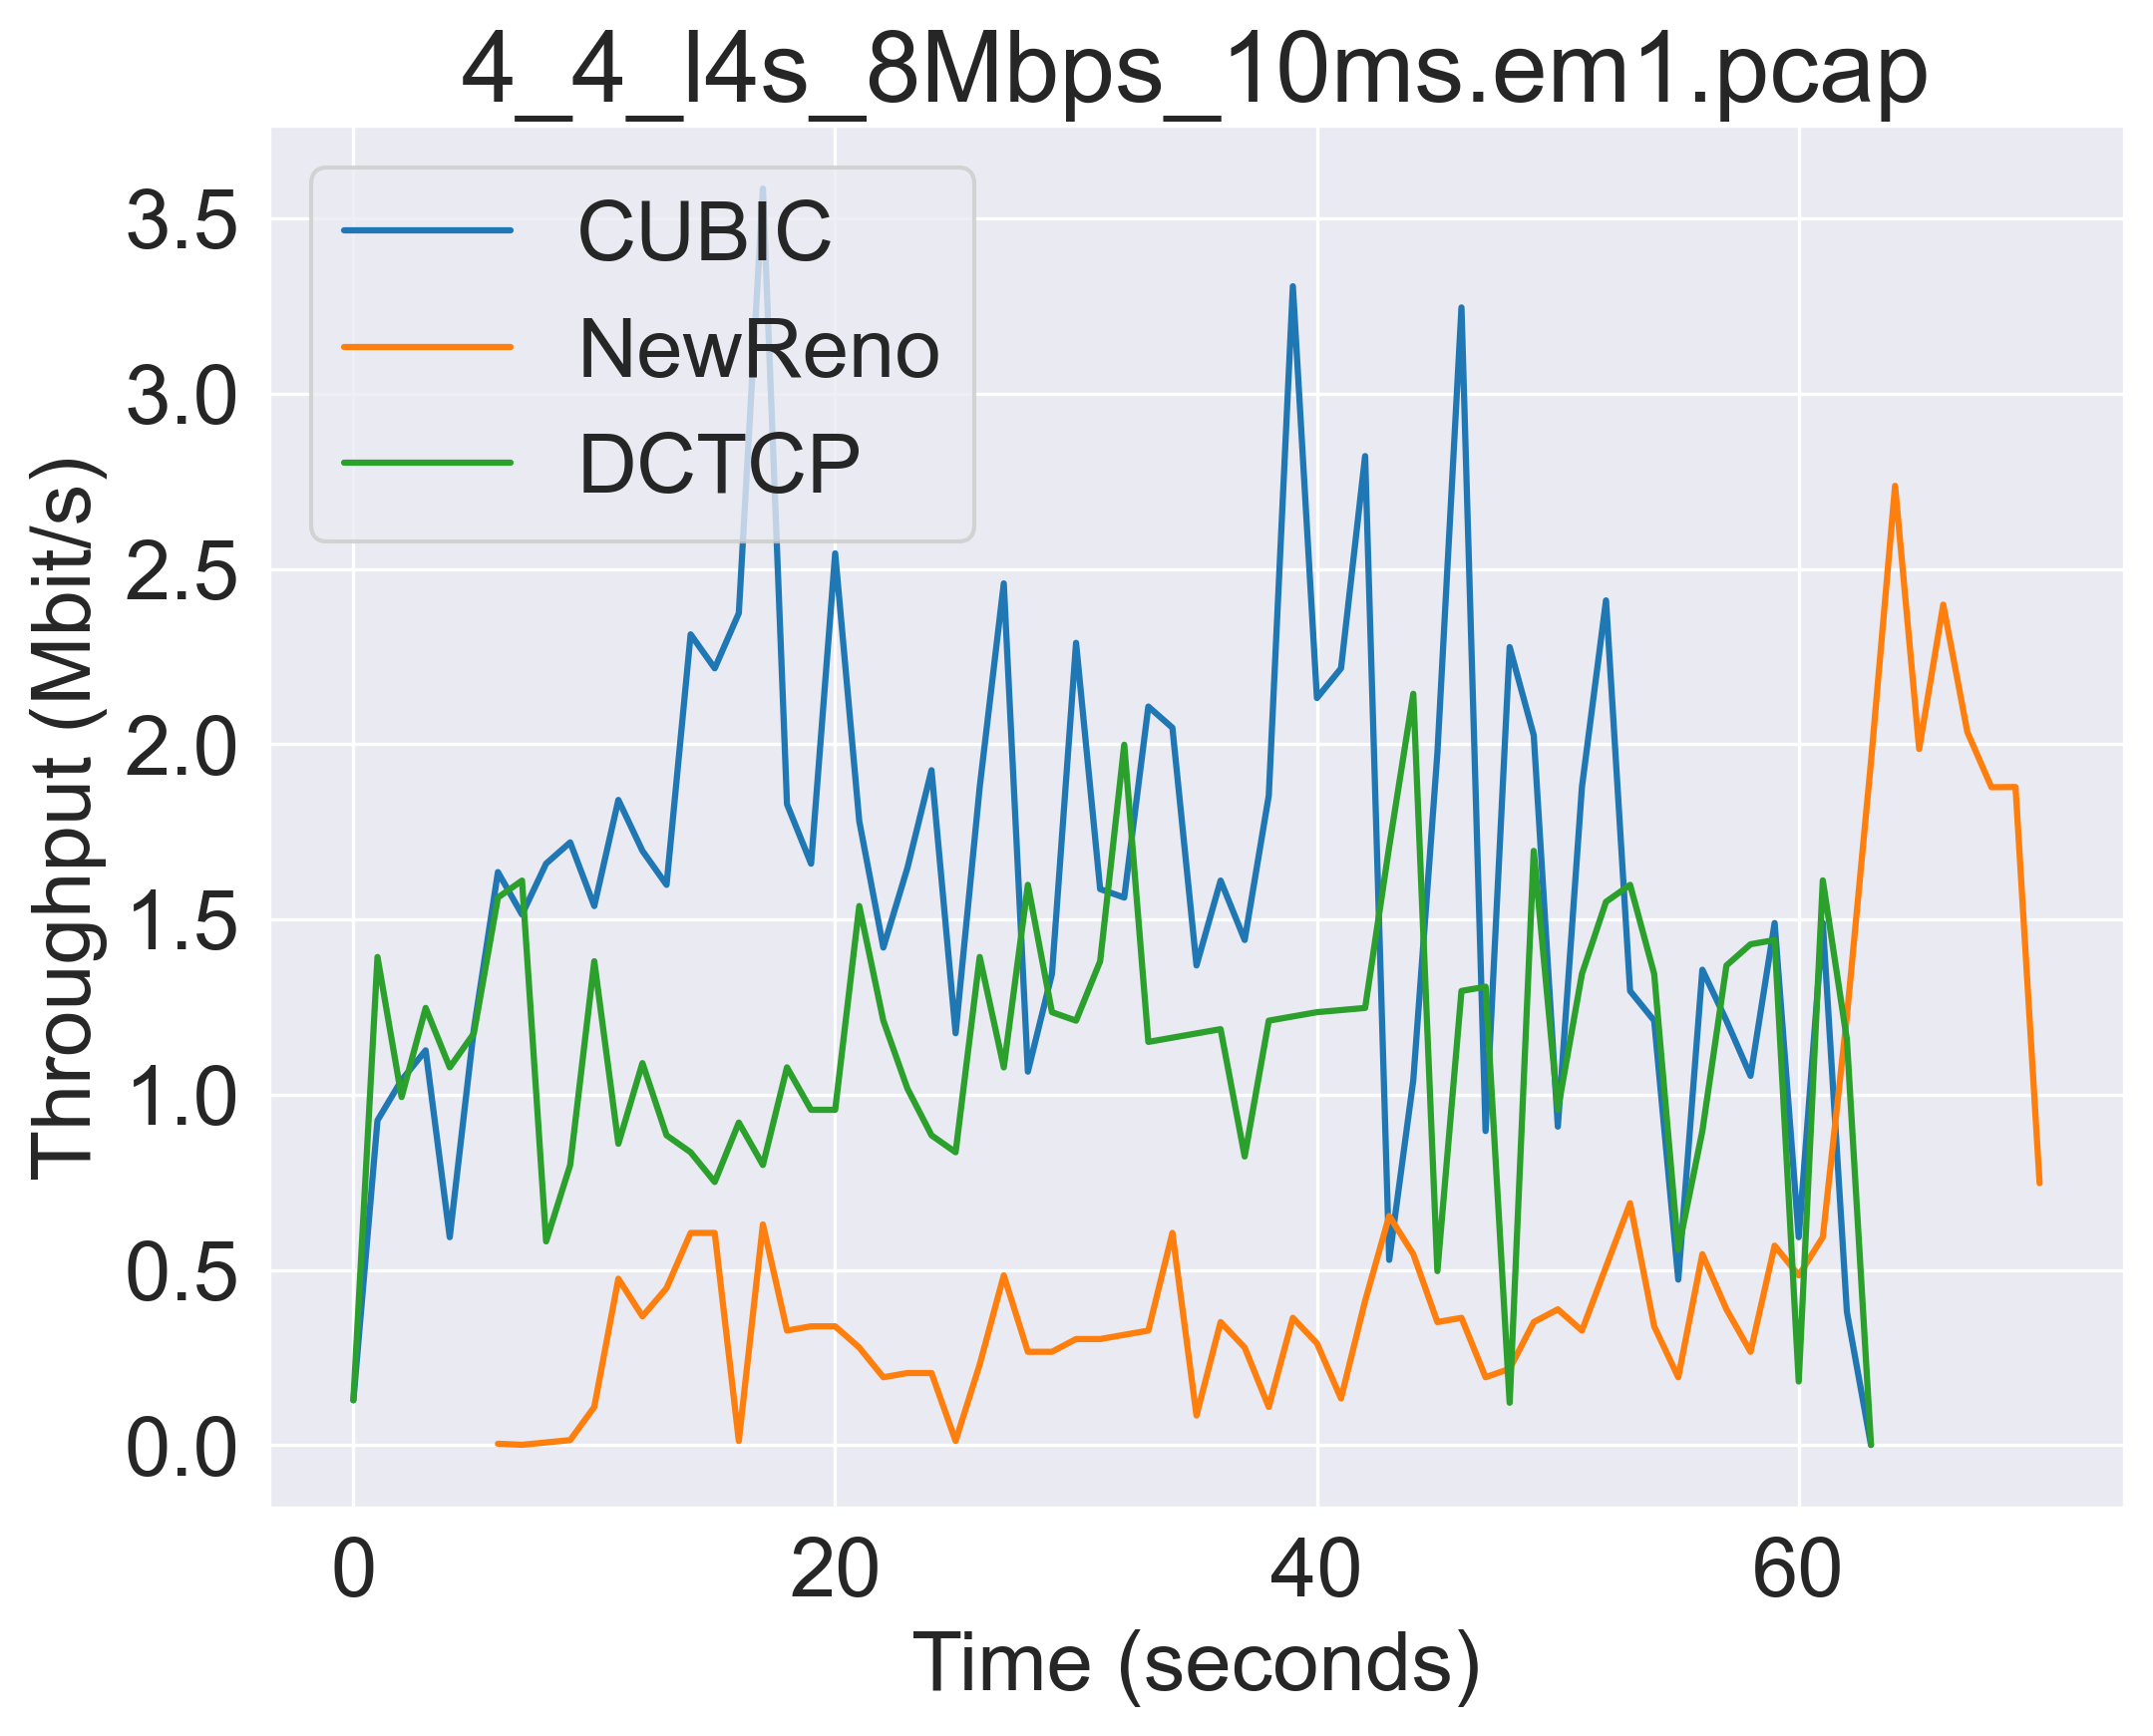 4_4_l4s_8Mbps_10ms.em1.pcap
CUBIC
NewReno
DCTCP
3.5
3.0
2.5
2.0
1.5
1.0
0.5
0.0
Throughput (Mbit/s)
0 20 40 60
Time (seconds)